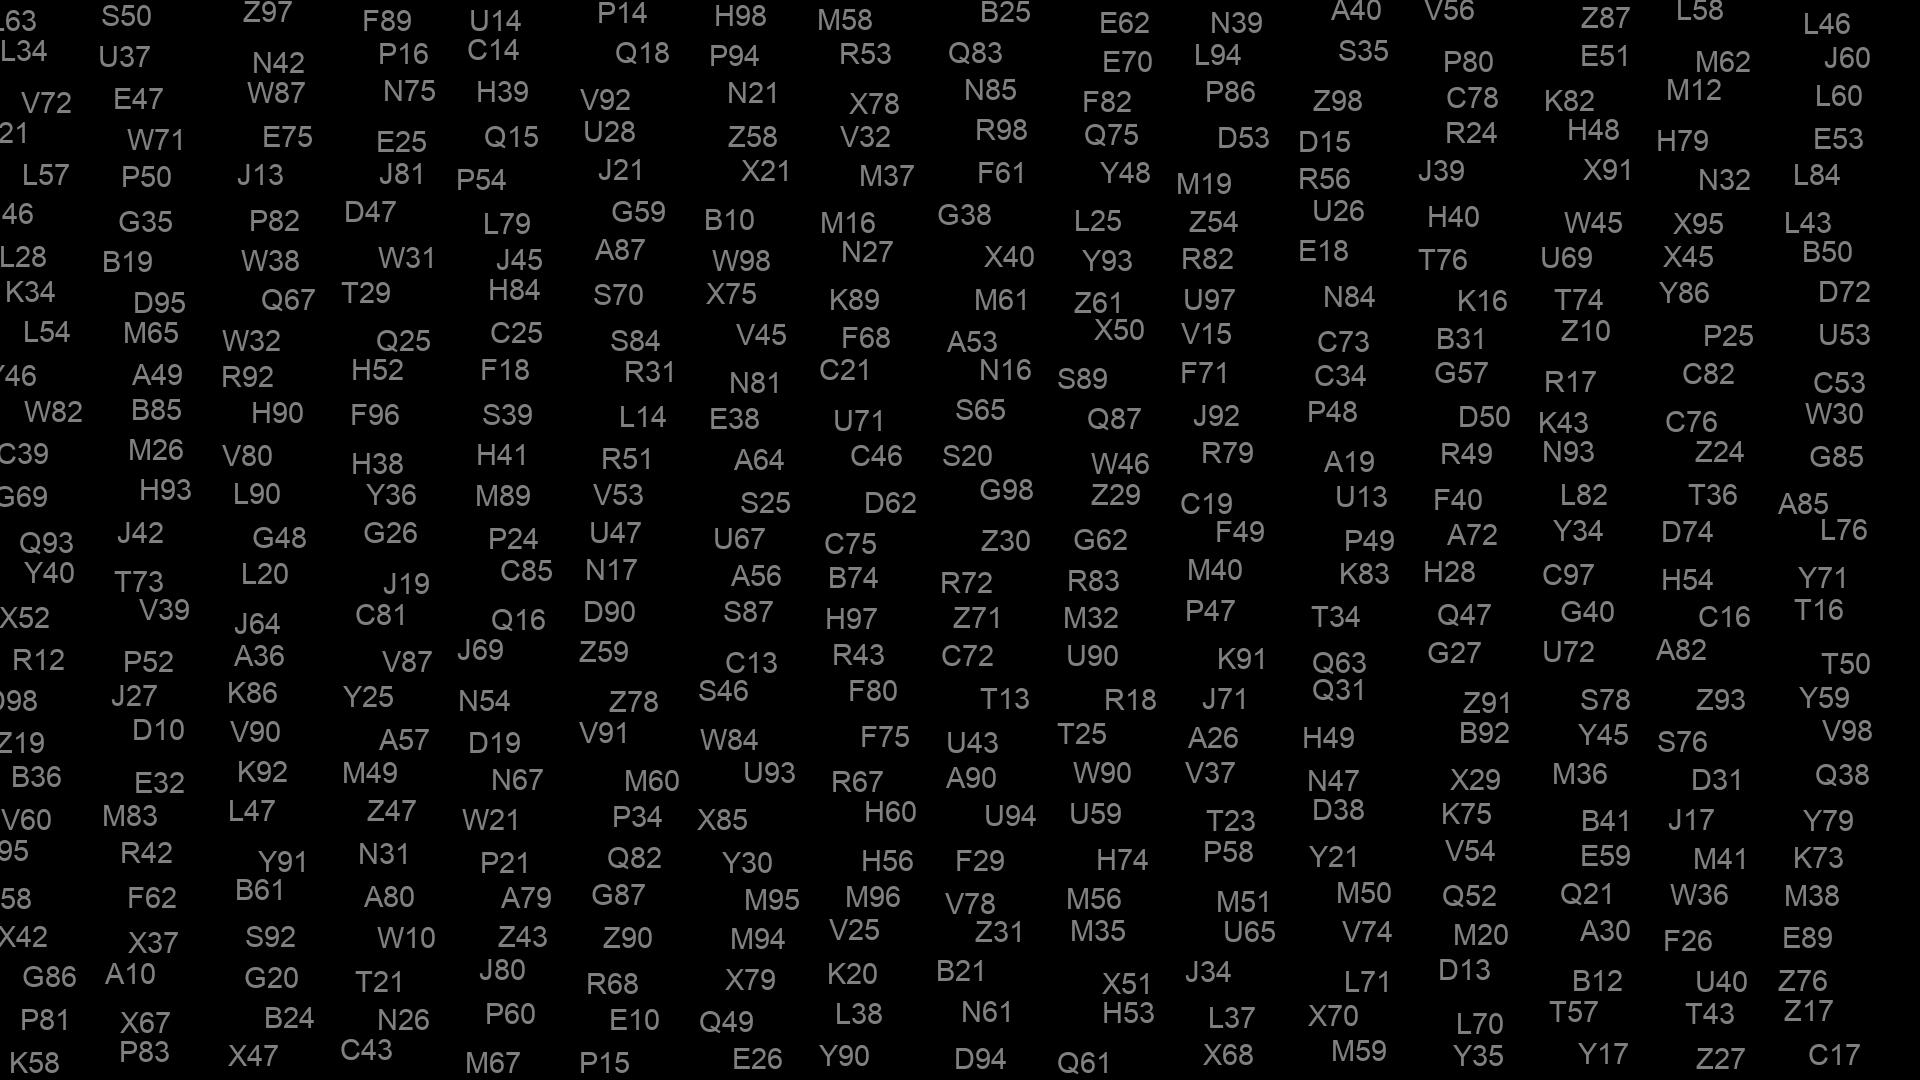 L63 S50 Z97 F89 U14 P14 H98 M58 B25 E62 N39 A40 V56 Z87 L58 L46
L34 U37 N42 P16 C14 Q18 P94 R53 Q83 E70 L94 S35 P80 E51 M62 J60
V72 E47 W87 N75 H39 V92 N21 X78 N85 F82 P86 Z98 C78 K82 M12 L60
21 W71 E75 E25 Q15 U28 Z58 V32 R98 Q75 D53 D15 R24 H48 H79 E53
L57 P50 J13 J81 P54 J21 X21 M37 F61 Y48 M19 R56 J39 X91 N32 L84
46 G35 P82 D47 L79 G59 B10 M16 G38 L25 Z54 U26 H40 W45 X95 L43
L28 B19 W38 W31 J45 A87 W98 N27 X40 Y93 R82 E18 T76 U69 X45 B50
K34 D95 Q67 T29 H84 S70 X75 K89 M61 Z61 U97 N84 K16 T74 Y86 D72
L54 M65 W32 Q25 C25 S84 V45 F68 A53 X50 V15 C73 B31 Z10 P25 U53
46 A49 R92 H52 F18 R31 N81 C21 N16 S89 F71 C34 G57 R17 C82 C53
W82 B85 H90 F96 S39 L14 E38 U71 S65 Q87 J92 P48 D50 K43 C76 W30
C39 M26 V80 H38 H41 R51 A64 C46 S20 W46 R79 A19 R49 N93 Z24 G85
G69 H93 L90 Y36 M89 V53 S25 D62 G98 Z29 C19 U13 F40 L82 T36 A85
Q93 J42 G48 G26 P24 U47 U67 C75 Z30 G62 F49 P49 A72 Y34 D74 L76
Y40 T73 L20 J19 C85 N17 A56 B74 R72 R83 M40 K83 H28 C97 H54 Y71
X52 V39 J64 C81 Q16 D90 S87 H97 Z71 M32 P47 T34 Q47 G40 C16 T16
R12 P52 A36 V87 J69 Z59 C13 R43 C72 U90 K91 Q63 G27 U72 A82 T50
98 J27 K86 Y25 N54 Z78 S46 F80 T13 R18 J71 Q31 Z91 S78 Z93 Y59
Z19 D10 V90 A57 D19 V91 W84 F75 U43 T25 A26 H49 B92 Y45 S76 V98
B36 E32 K92 M49 N67 M60 U93 R67 A90 W90 V37 N47 X29 M36 D31 Q38
V60 M83 L47 Z47 W21 P34 X85 H60 U94 U59 T23 D38 K75 B41 J17 Y79
95 R42 Y91 N31 P21 Q82 Y30 H56 F29 H74 P58 Y21 V54 E59 M41 K73
58 F62 B61 A80 A79 G87 M95 M96 V78 M56 M51 M50 Q52 Q21 W36 M38
X42 X37 S92 W10 Z43 Z90 M94 V25 Z31 M35 U65 V74 M20 A30 F26 E89
G86 A10 G20 T21 J80 R68 X79 K20 B21 X51 J34 L71 D13 B12 U40 Z76
P81 X67 B24 N26 P60 E10 Q49 L38 N61 H53 L37 X70 L70 T57 T43 Z17
K58 P83 X47 C43 M67 P15 E26 Y90 D94 Q61 X68 M59 Y35 Y17 Z27 C17